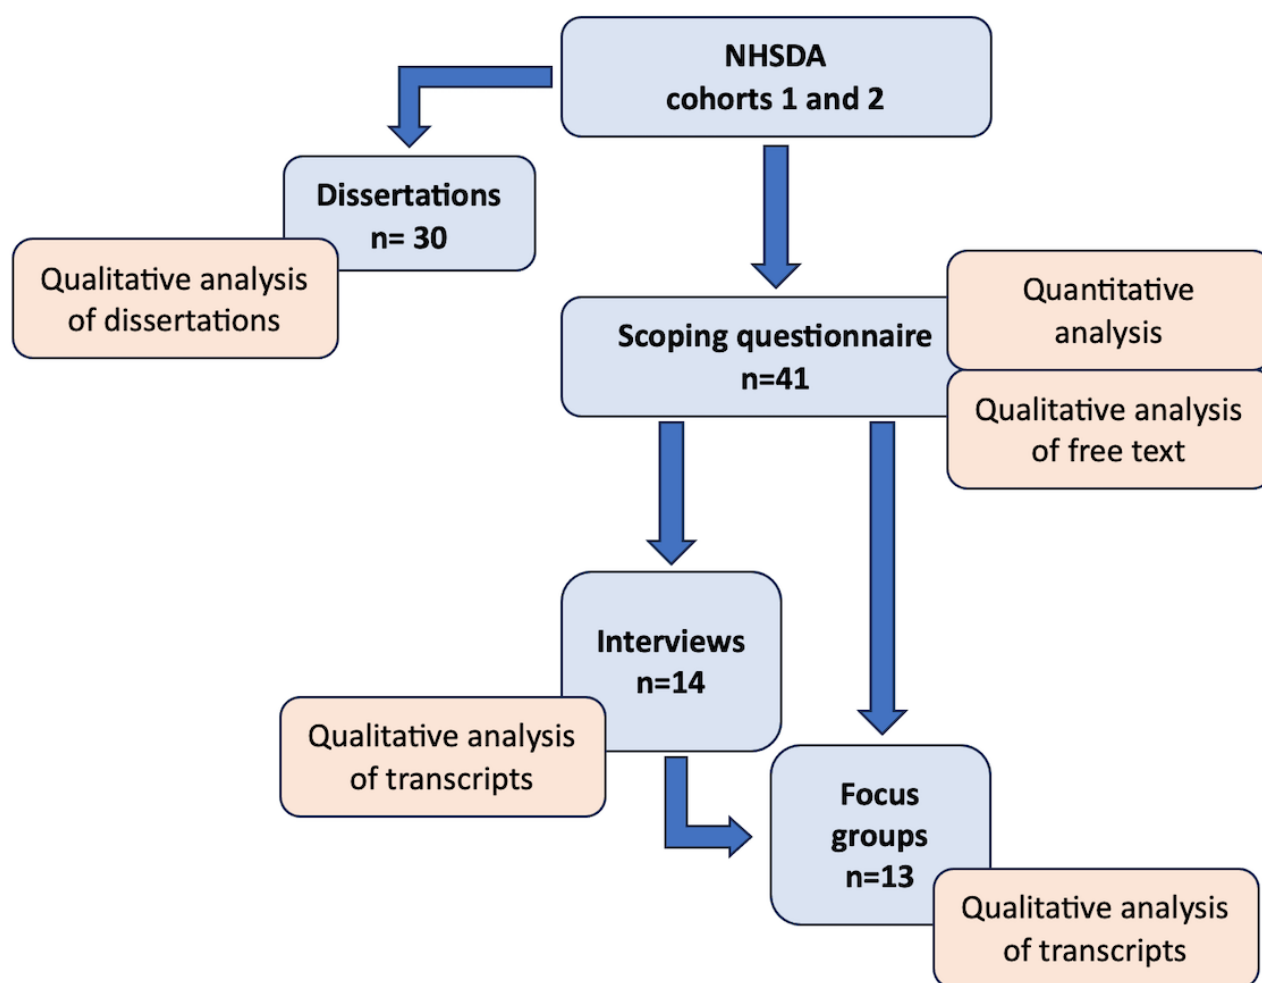 NHSDA
cohorts 1 and 2
Dissertations
n= 30
Qualitative analysis
of dissertations
Scoping questionnaire
n=41
Quantitative
analysis
Qualitative analysis
of free text
Interviews
n=14
Qualitative analysis
of transcripts
Focus
groups
n=13
Qualitative analysis
of transcripts